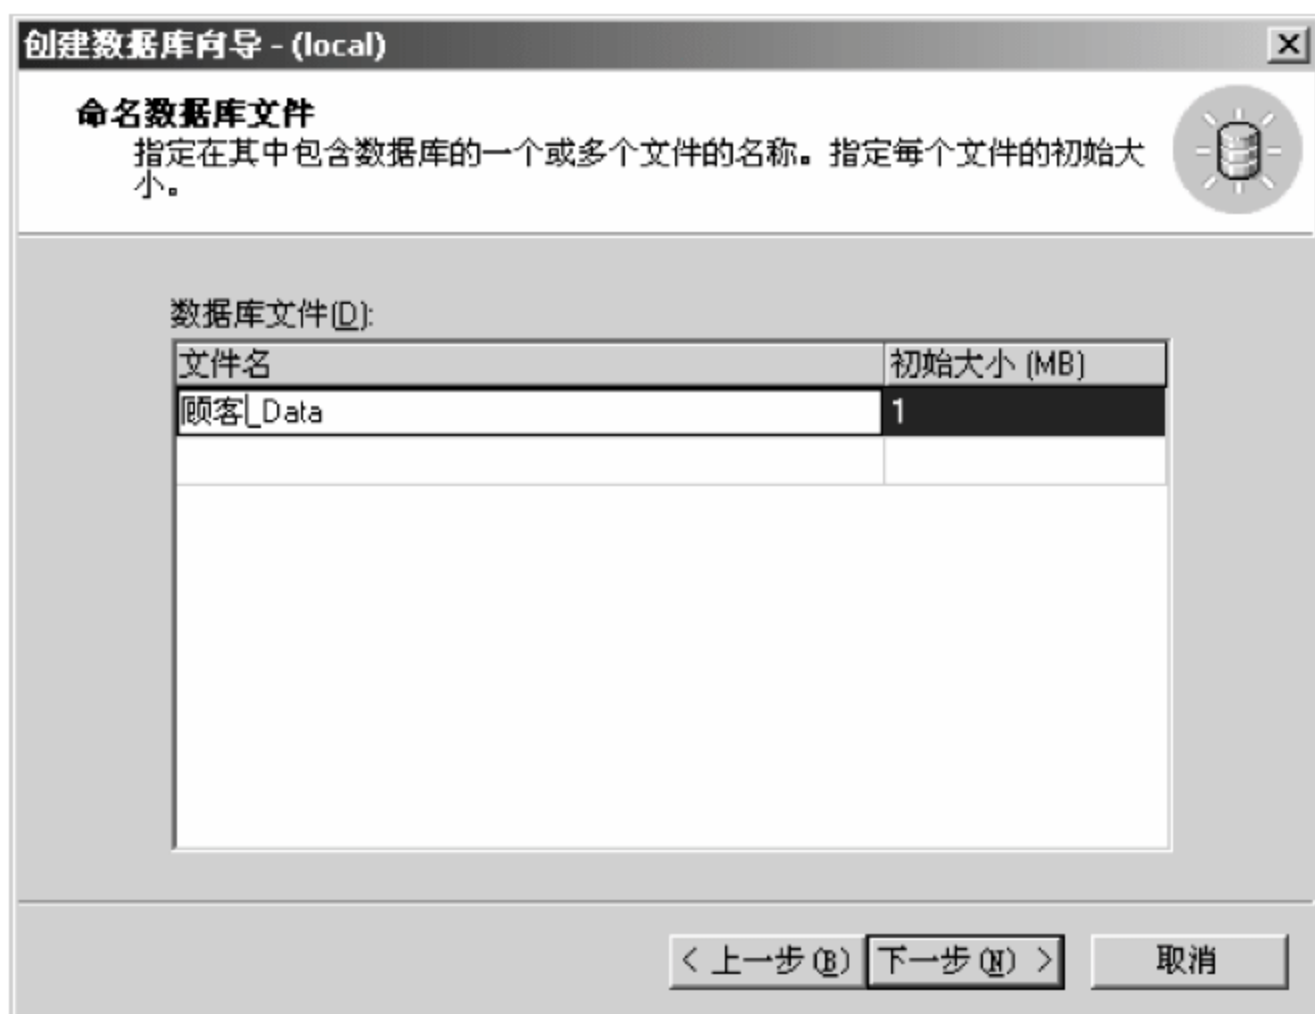 创建数据库向导 - (local)
命名数据库文件
指定在其中包含数据库的一个或多个文件的名称。指定每个文件的初始大
小。
数据库文件(D):
文件名 初始大小 (MB)
顾客_Data 1
< 上一步(B) 下一步(N) > 取消